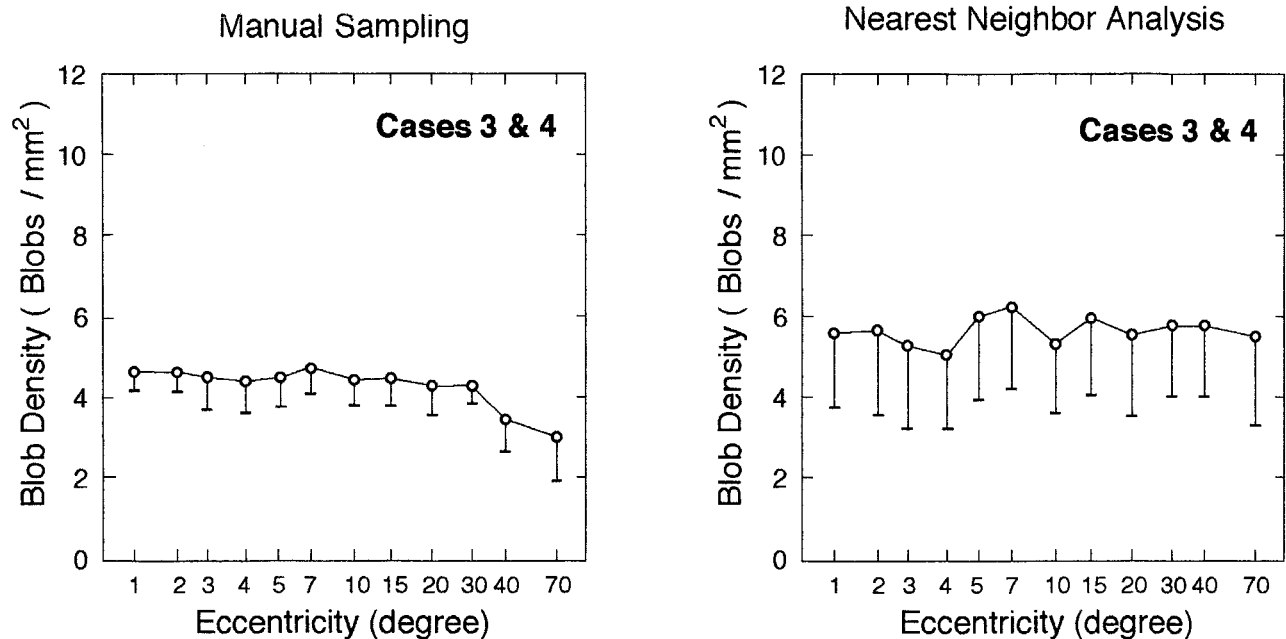 Manual Sampling
12
10
8
6
4
2
0
Blob Density ( Blobs / mm²)
Cases 3 & 4
1 2 3 4 5 7 10 15 20 30 40 70
Eccentricity (degree)
Nearest Neighbor Analysis
12
10
8
6
4
2
0
Blob Density ( Blobs / mm²)
Cases 3 & 4
1 2 3 4 5 7 10 15 20 30 40 70
Eccentricity (degree)